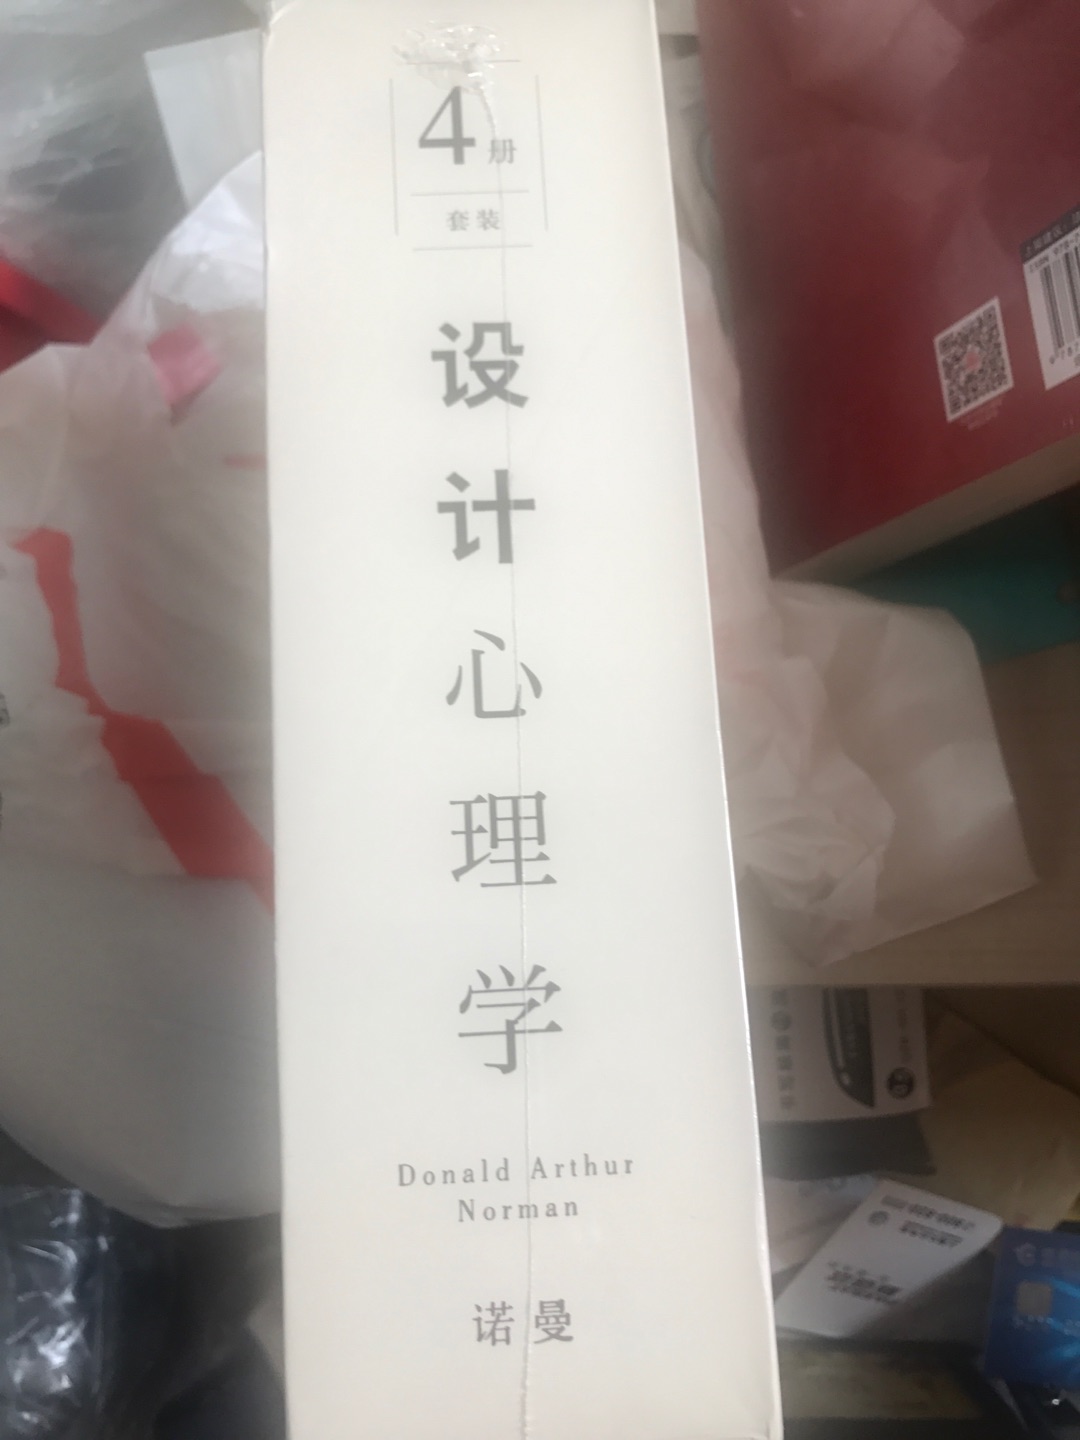 4册
套装
设计心理学
Donald Arthur
Norman
诺曼